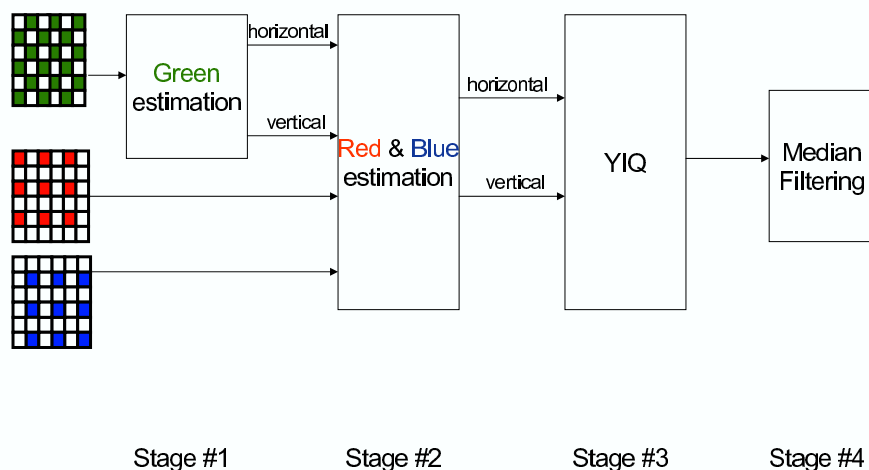 horizontal
Green
estimation
vertical
Red & Blue
estimation
horizontal
vertical
YIQ
Median
Filtering
Stage #1
Stage #2
Stage #3
Stage #4